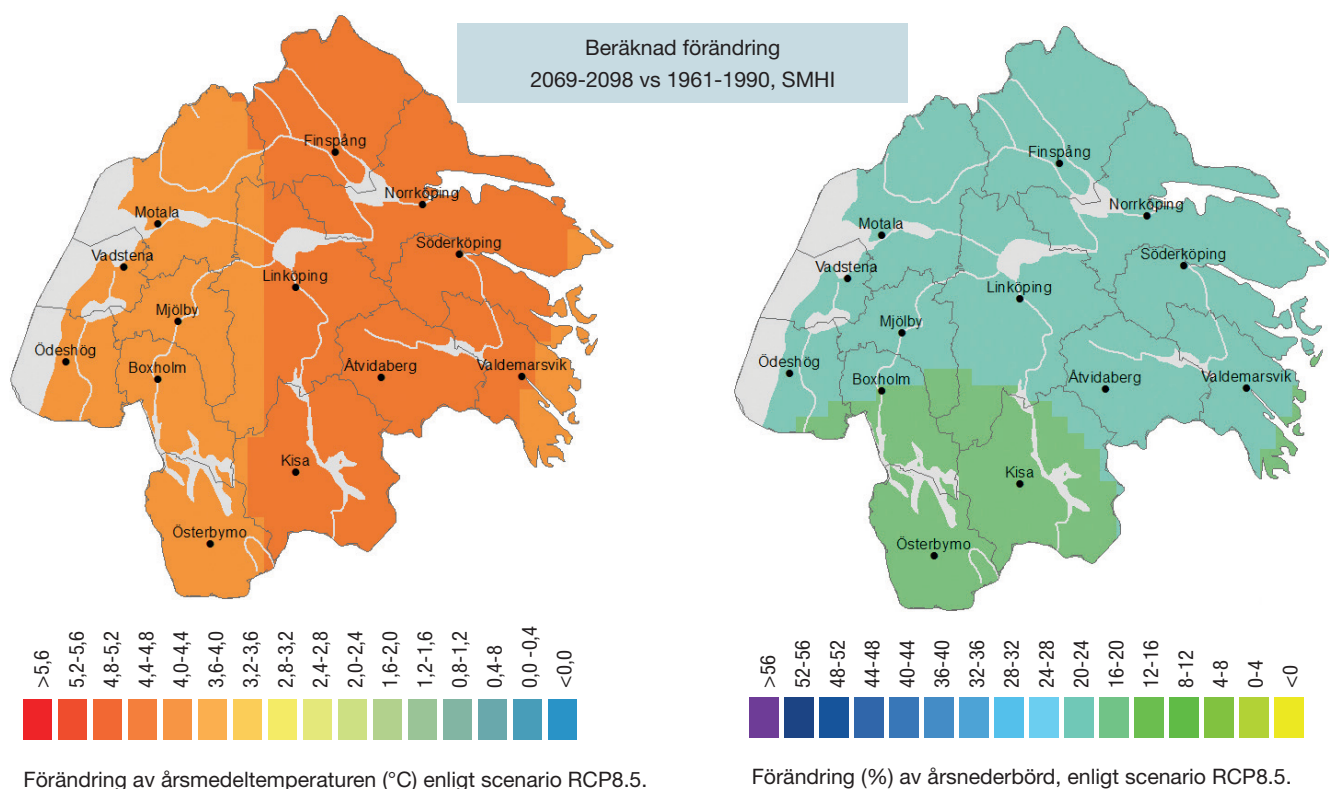 Beräknad förändring
2069-2098 vs 1961-1990, SMHI
Finspång
Norrköping
Motala
Söderköping
Vadstena
Linköping
Mjölby
Ödeshög
Boxholm
Åtvidaberg
Valdemarsvik
Kisa
Österbymo
>5,6
5,2-5,6
4,8-5,2
4,4-4,8
4,0-4,4
3,6-4,0
3,2-3,6
2,8-3,2
2,4-2,8
2,0-2,4
1,6-2,0
1,2-1,6
0,8-1,2
0,4-8
0,0 -0,4
<0,0
Förändring av årsmedeltemperaturen (°C) enligt scenario RCP8.5.
Finspång
Norrköping
Motala
Söderköping
Vadstena
Linköping
Mjölby
Ödeshög
Boxholm
Åtvidaberg
Valdemarsvik
Kisa
Österbymo
>56
52-56
48-52
44-48
40-44
36-40
32-36
28-32
24-28
20-24
16-20
12-16
8-12
4-8
0-4
<0
Förändring (%) av årsnederbörd, enligt scenario RCP8.5.